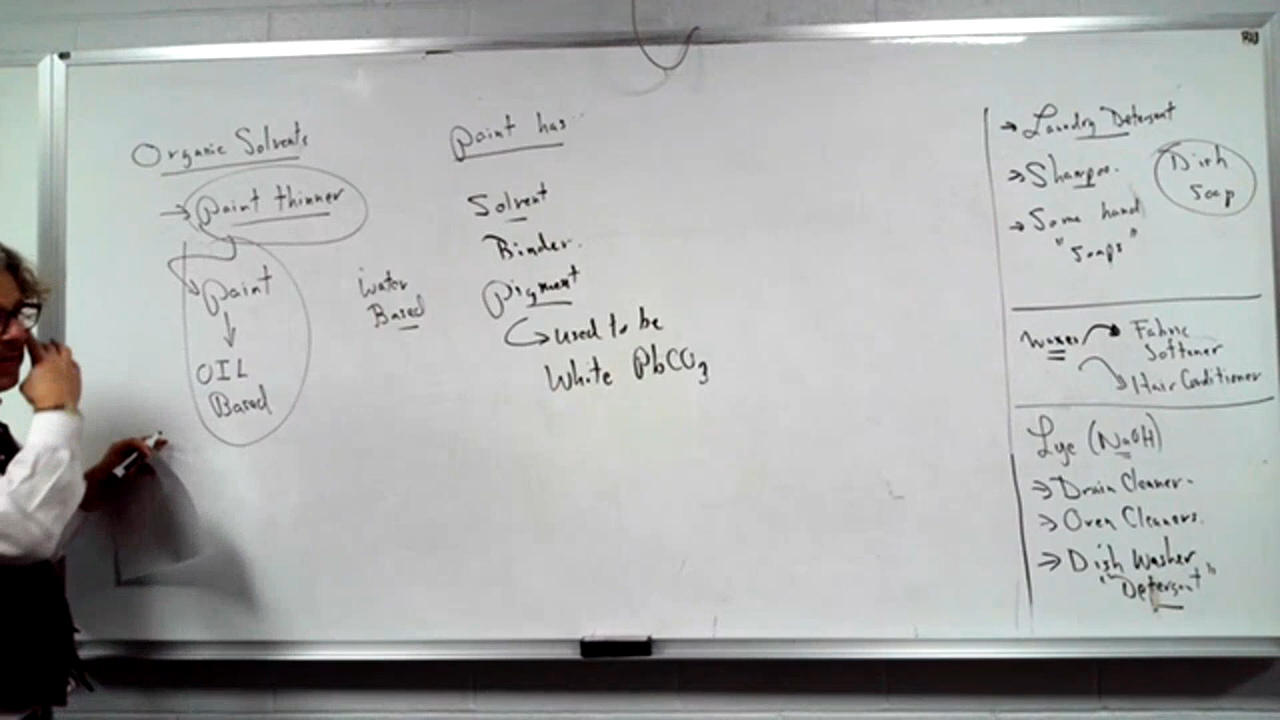 Organic Solvents
→ Paint thinner
Paint
↓
OIL
Based
Water
Based
Paint has
Solvent
Binder.
Pigment
used to be
White PbCO3
→ Laundry Detergent
→ Shampoo.
→ Some hand
"Soaps"
Dish
Soap
Waxes → Fabric
Softener
→ Hair Conditioner
Lye (NaOH)
⇒ Drain Cleaner.
⇒ Oven Cleaners.
⇒ Dish Washer
"Detergent"